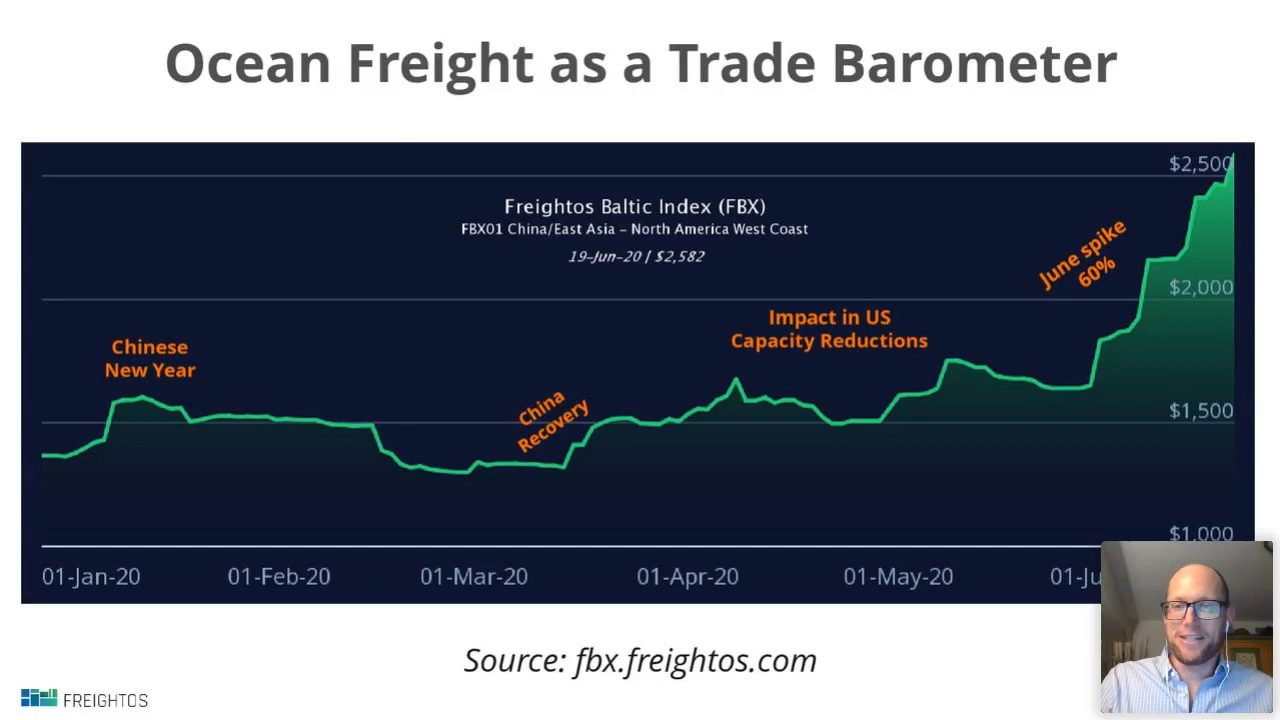 Ocean Freight as a Trade Barometer
$2,500
Freightos Baltic Index (FBX)
FBX01 China/East Asia – North America West Coast
19-Jun-20 / $2,582
June spike
60%
$2,000
Impact in US
Capacity Reductions
Chinese
New Year
China
Recovery
$1,500
$1,000
01-Jan-20 01-Feb-20 01-Mar-20 01-Apr-20 01-May-20
Source: fbx.freightos.com
FREIGHTOS